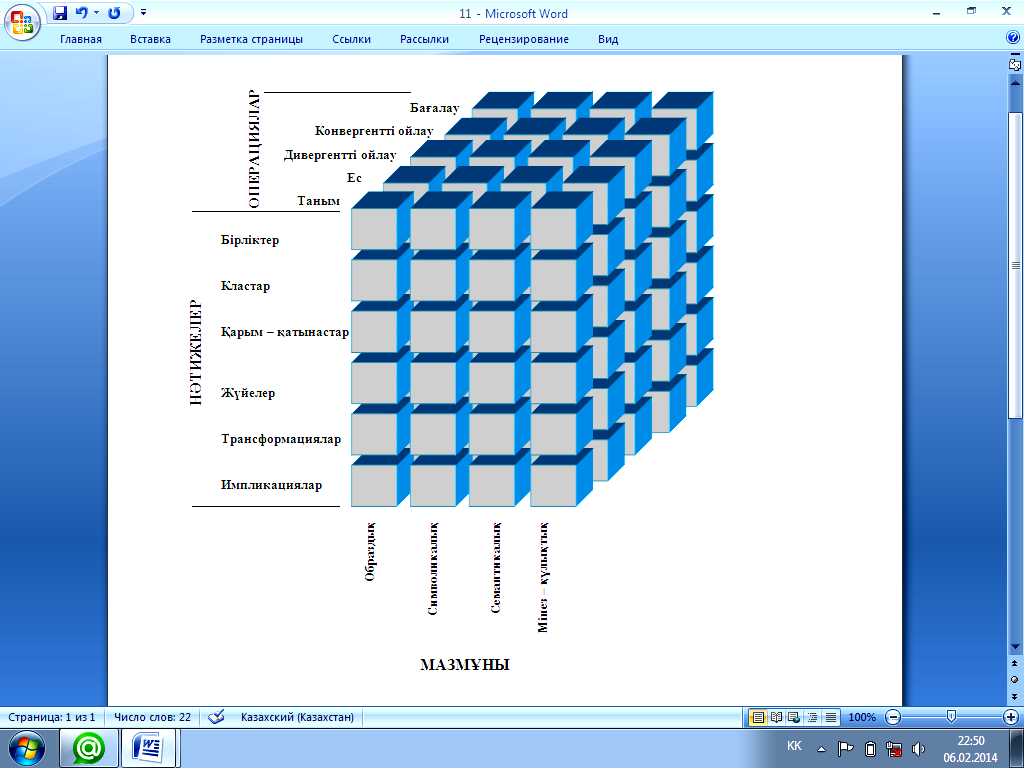 11 - Microsoft Word
Главная Вставка Разметка страницы Ссылки Рассылки Рецензирование Вид
ОПЕРАЦИЯЛАР
Бағалау
Конвергентті ойлау
Дивергентті ойлау
Ес
Таным
НӘТИЖЕЛЕР
Бірліктер
Кластар
Қарым – қатынастар
Жүйелер
Трансформациялар
Импликациялар
Образдық
Символикалық
Семантикалық
Мінез – құлықтық
МАЗМҰНЫ
Страница: 1 из 1 Число слов: 22 Казахский (Казахстан) 100%
KK 22:50
06.02.2014